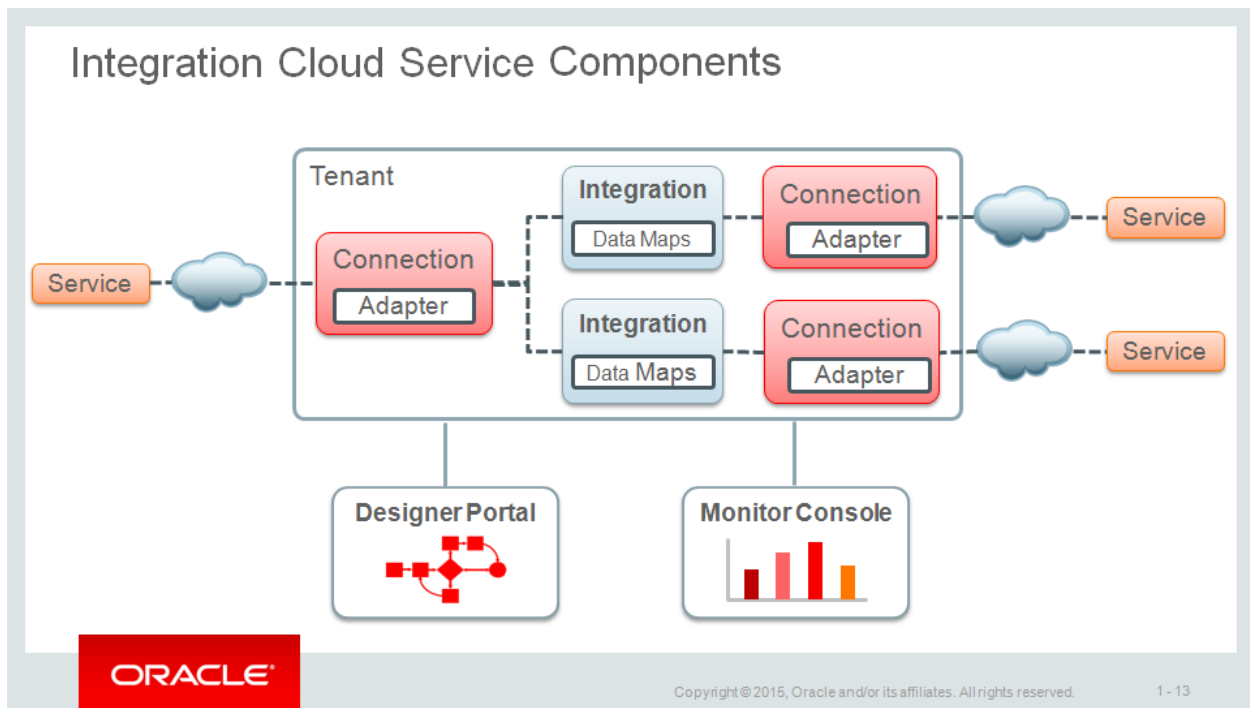 Integration Cloud Service Components
Tenant
Service
Connection
Adapter
Integration
Data Maps
Connection
Adapter
Service
Integration
Data Maps
Connection
Adapter
Service
Designer Portal
Monitor Console
ORACLE®
Copyright © 2015, Oracle and/or its affiliates. All rights reserved.
1 - 13